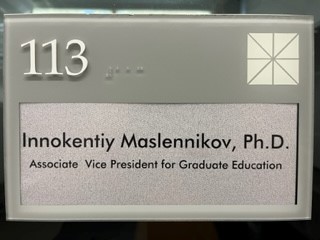 113
Innokentiy Maslennikov, Ph.D.
Associate Vice President for Graduate Education